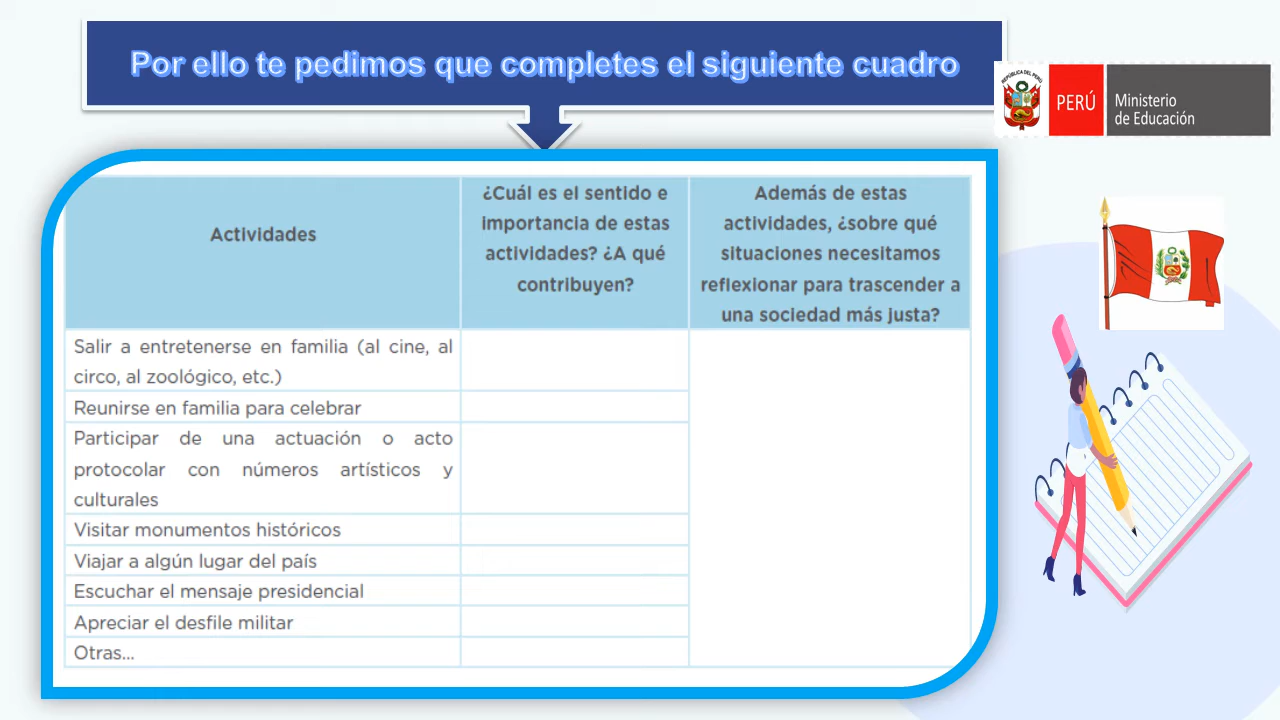 Por ello te pedimos que completes el siguiente cuadro
REPÚBLICA DEL PERÚ
PERÚ
Ministerio
de Educación
Actividades
¿Cuál es el sentido e
importancia de estas
actividades? ¿A qué
contribuyen?
Además de estas
actividades, ¿sobre qué
situaciones necesitamos
reflexionar para trascender a
una sociedad más justa?
Salir a entretenerse en familia (al cine, al
circo, al zoológico, etc.)
Reunirse en familia para celebrar
Participar de una actuación o acto
protocolar con números artísticos y
culturales
Visitar monumentos históricos
Viajar a algún lugar del país
Escuchar el mensaje presidencial
Apreciar el desfile militar
Otras...